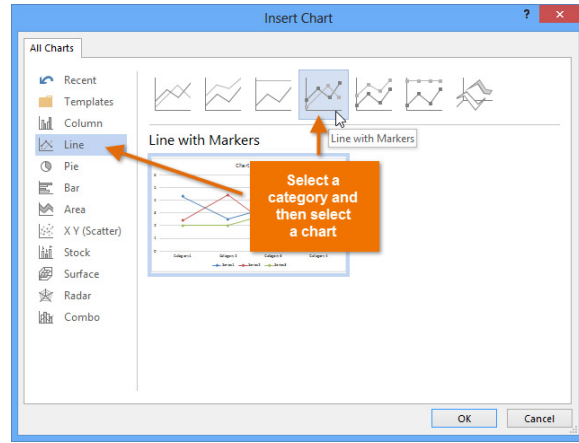 Insert Chart
?
All Charts
Recent
Templates
Column
Line
Pie
Bar
Area
X Y (Scatter)
Stock
Surface
Radar
Combo
Line with Markers
Line with Markers
Select a
category and
then select
a chart
OK
Cancel